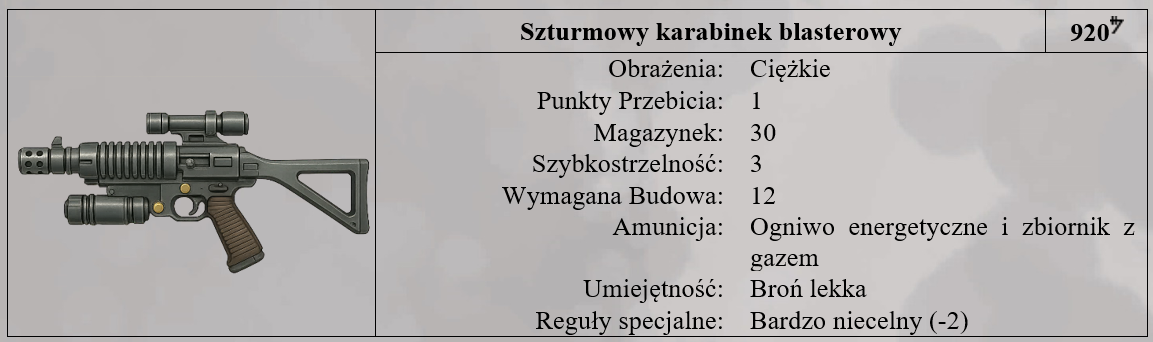 Szturmowy karabinek blasterowy 920
Obrażenia: Ciężkie
Punkty Przebicia: 1
Magazynek: 30
Szybkostrzelność: 3
Wymagana Budowa: 12
Amunicja: Ogniwo energetyczne i zbiornik z
gazem
Umiejętność: Broń lekka
Reguły specjalne: Bardzo niecelny (-2)